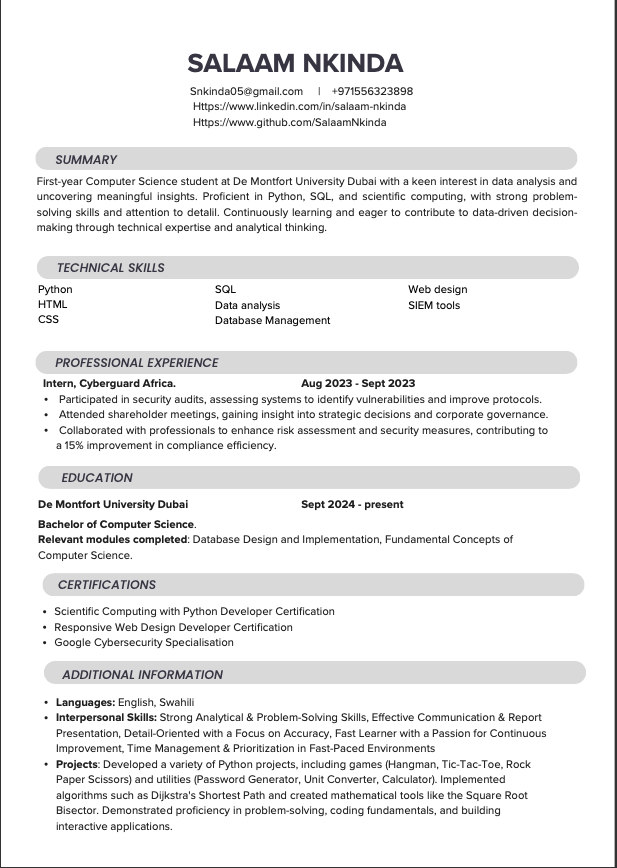 SALAAM NKINDA
Snkinda05@gmail.com | +971556323898
Https://www.linkedin.com/in/salaam-nkinda
Https://www.github.com/SalaamNkinda
SUMMARY
First-year Computer Science student at De Montfort University Dubai with a keen interest in data analysis and
uncovering meaningful insights. Proficient in Python, SQL, and scientific computing, with strong problem-
solving skills and attention to detalil. Continuously learning and eager to contribute to data-driven decision-
making through technical expertise and analytical thinking.
TECHNICAL SKILLS
Python SQL Web design
HTML Data analysis SIEM tools
CSS Database Management
PROFESSIONAL EXPERIENCE
Intern, Cyberguard Africa. Aug 2023 - Sept 2023
• Participated in security audits, assessing systems to identify vulnerabilities and improve protocols.
• Attended shareholder meetings, gaining insight into strategic decisions and corporate governance.
• Collaborated with professionals to enhance risk assessment and security measures, contributing to
a 15% improvement in compliance efficiency.
EDUCATION
De Montfort University Dubai Sept 2024 - present
Bachelor of Computer Science.
Relevant modules completed: Database Design and Implementation, Fundamental Concepts of
Computer Science.
CERTIFICATIONS
• Scientific Computing with Python Developer Certification
• Responsive Web Design Developer Certification
• Google Cybersecurity Specialisation
ADDITIONAL INFORMATION
• Languages: English, Swahili
• Interpersonal Skills: Strong Analytical & Problem-Solving Skills, Effective Communication & Report
Presentation, Detail-Oriented with a Focus on Accuracy, Fast Learner with a Passion for Continuous
Improvement, Time Management & Prioritization in Fast-Paced Environments
• Projects: Developed a variety of Python projects, including games (Hangman, Tic-Tac-Toe, Rock
Paper Scissors) and utilities (Password Generator, Unit Converter, Calculator). Implemented
algorithms such as Dijkstra's Shortest Path and created mathematical tools like the Square Root
Bisector. Demonstrated proficiency in problem-solving, coding fundamentals, and building
interactive applications.